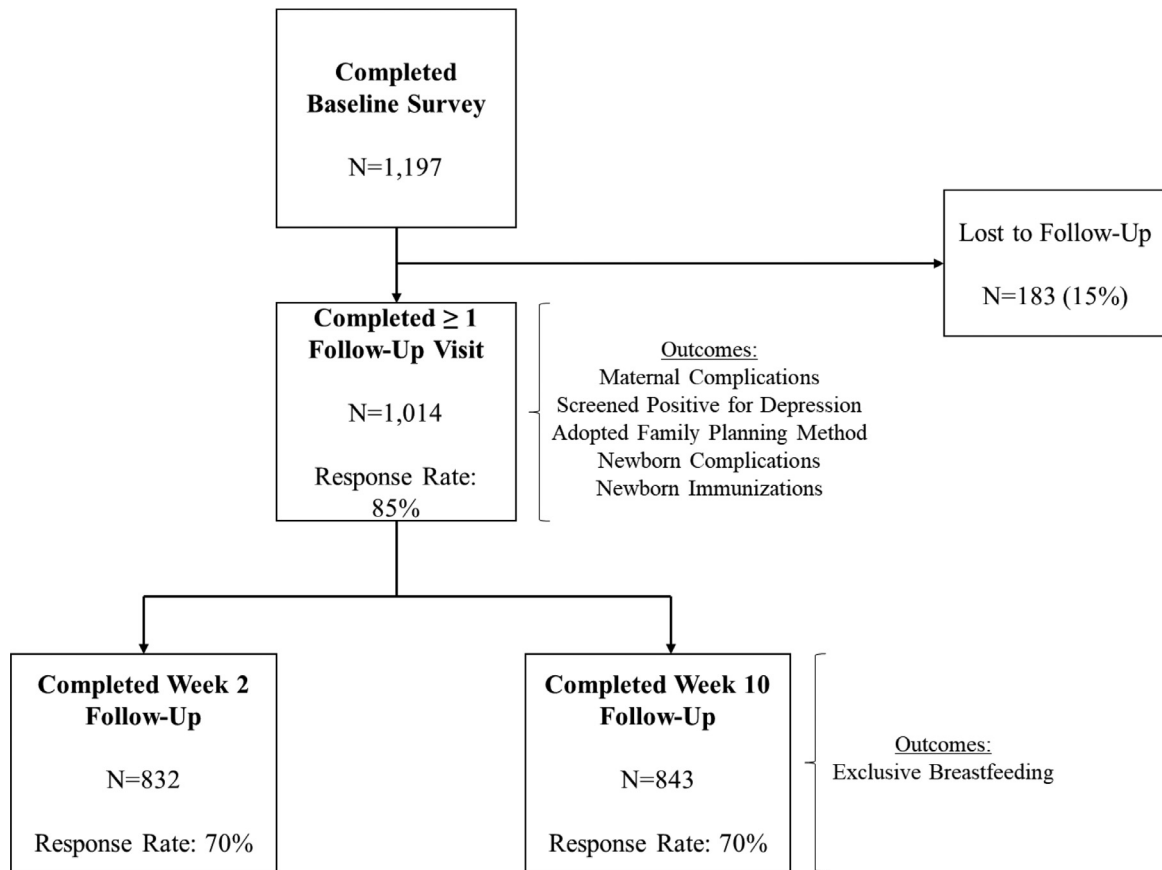 Completed
Baseline Survey
N=1,197
Lost to Follow-Up
N=183 (15%)
Completed ≥ 1
Follow-Up Visit
N=1,014
Response Rate:
85%
Outcomes:
Maternal Complications
Screened Positive for Depression
Adopted Family Planning Method
Newborn Complications
Newborn Immunizations
Completed Week 2
Follow-Up
N=832
Response Rate: 70%
Completed Week 10
Follow-Up
N=843
Response Rate: 70%
Outcomes:
Exclusive Breastfeeding